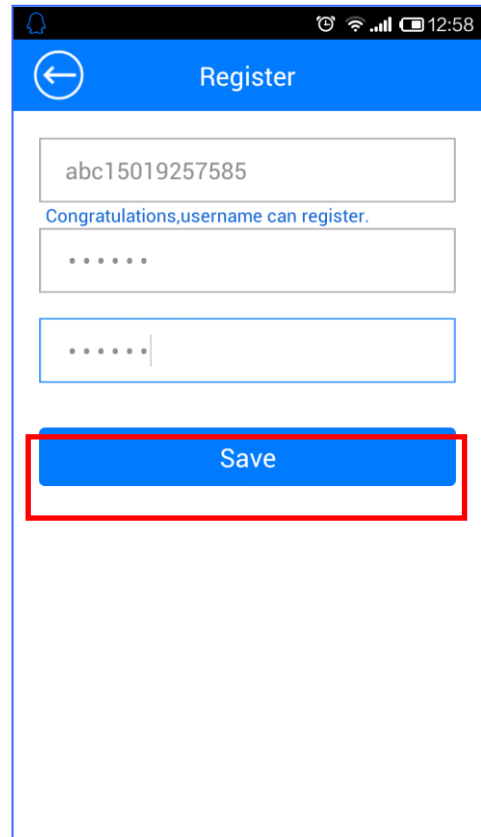 12:58
Register
abc15019257585
Congratulations,username can register.
••••••
••••••
Save